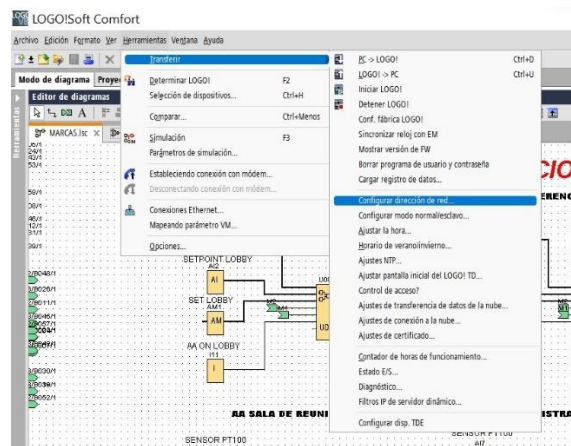 LOGO!Soft Comfort
Archivo Edición Formato Ver Herramientas Ventana Ayuda
Modo de diagrama Proye
Editor de diagramas
Herramientas
MARCAS.lsc
Transferir
Determinar LOGO! F2
Selección de dispositivos... Ctrl+H
Comparar... Ctrl+Menos
Simulación F3
Parámetros de simulación...
Estableciendo conexión con módem...
Desconectando conexión con módem...
Conexiones Ethernet...
Mapeando parámetro VM...
Opciones...
PC -> LOGO! Ctrl+D
LOGO! -> PC Ctrl+U
Iniciar LOGO!
Detener LOGO!
Conf. fábrica LOGO!
Sincronizar reloj con EM
Mostrar versión de FW
Borrar programa de usuario y contraseña
Cargar registro de datos...
Configurar dirección de red...
Configurar modo normal/esclavo...
Ajustar la hora...
Horario de verano/invierno...
Ajustes NTP...
Ajustar pantalla inicial del LOGO! TD...
Control de acceso?
Ajustes de transferencia de datos de la nube...
Ajustes de conexión a la nube...
Ajustes de certificado...
Contador de horas de funcionamiento...
Estado E/S...
Diagnóstico...
Filtros IP de servidor dinámico...
Configurar disp. TDE
CIO
ERENC
SETPOINT LOBBY
AI2
AI
SET LOBBY
AM1
AM
AA ON LOBBY
I11
I
AA SALA DE REUNI
STRA
SENSOR PT100
SENSOR PT100
AI7